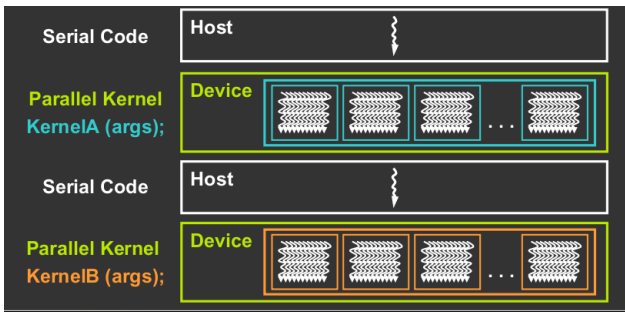 Serial Code
Host
Parallel Kernel
KernelA (args);
Device
. . .
Serial Code
Host
Parallel Kernel
KernelB (args);
Device
. . .